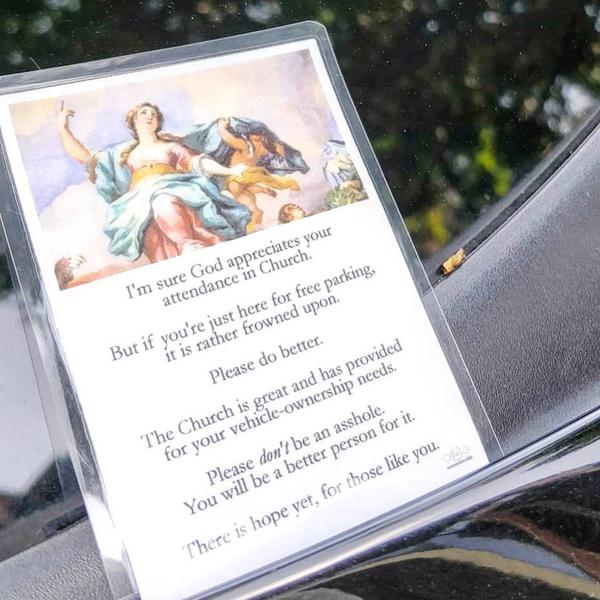 I'm sure God appreciates your
attendance in Church.
But if you're just here for free parking,
it is rather frowned upon.
Please do better.
The Church is great and has provided
for your vehicle-ownership needs.
Please don't be an asshole.
You will be a better person for it.
There is hope yet, for those like you.